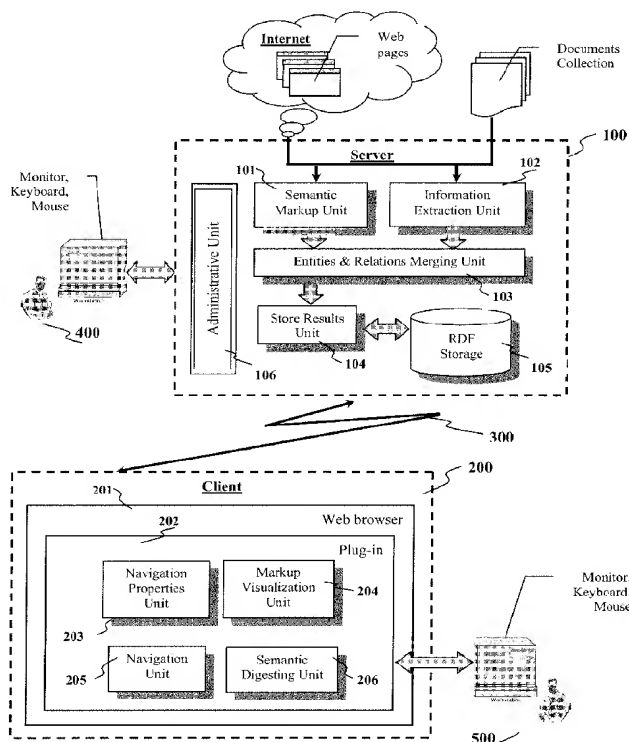 Internet
Web
pages
Documents
Collection
100
Server
101
102
Monitor,
Keyboard,
Mouse
Semantic
Markup Unit
Information
Extraction Unit
Administrative Unit
Entities & Relations Merging Unit
103
Store Results
Unit
104
RDF
Storage
105
106
400
300
200
Client
201
Web browser
202
Plug-in
Navigation
Properties
Unit
203
Markup
Visualization
Unit
204
Monitor,
Keyboard,
Mouse
Navigation
Unit
205
Semantic
Digesting Unit
206
500